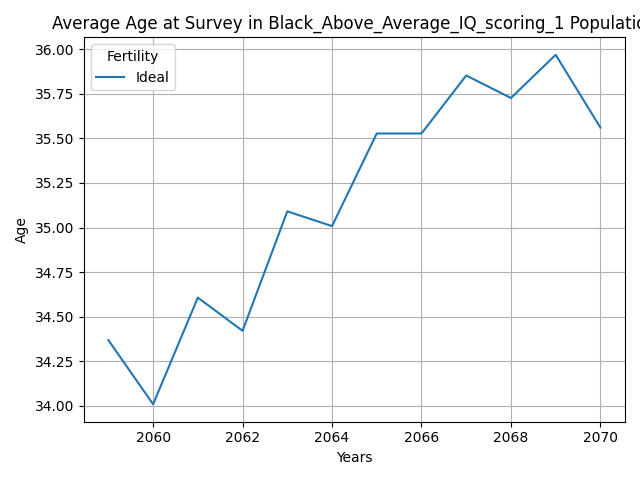 Average Age at Survey in Black_Above_Average_IQ_scoring_1 Populatio
Fertility
Ideal
36.00
35.75
35.50
35.25
35.00
34.75
34.50
34.25
34.00
Age
2060 2062 2064 2066 2068 2070
Years